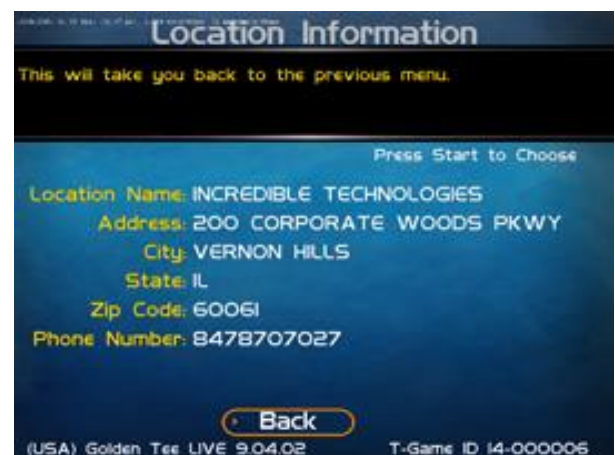 Location Information
This will take you back to the previous menu.
Press Start to Choose
Location Name: INCREDIBLE TECHNOLOGIES
Address: 200 CORPORATE WOODS PKWY
City: VERNON HILLS
State: IL
Zip Code: 60061
Phone Number: 8478707027
Back
(USA) Golden Tee LIVE 9.04.02 T-Game ID 14-000006